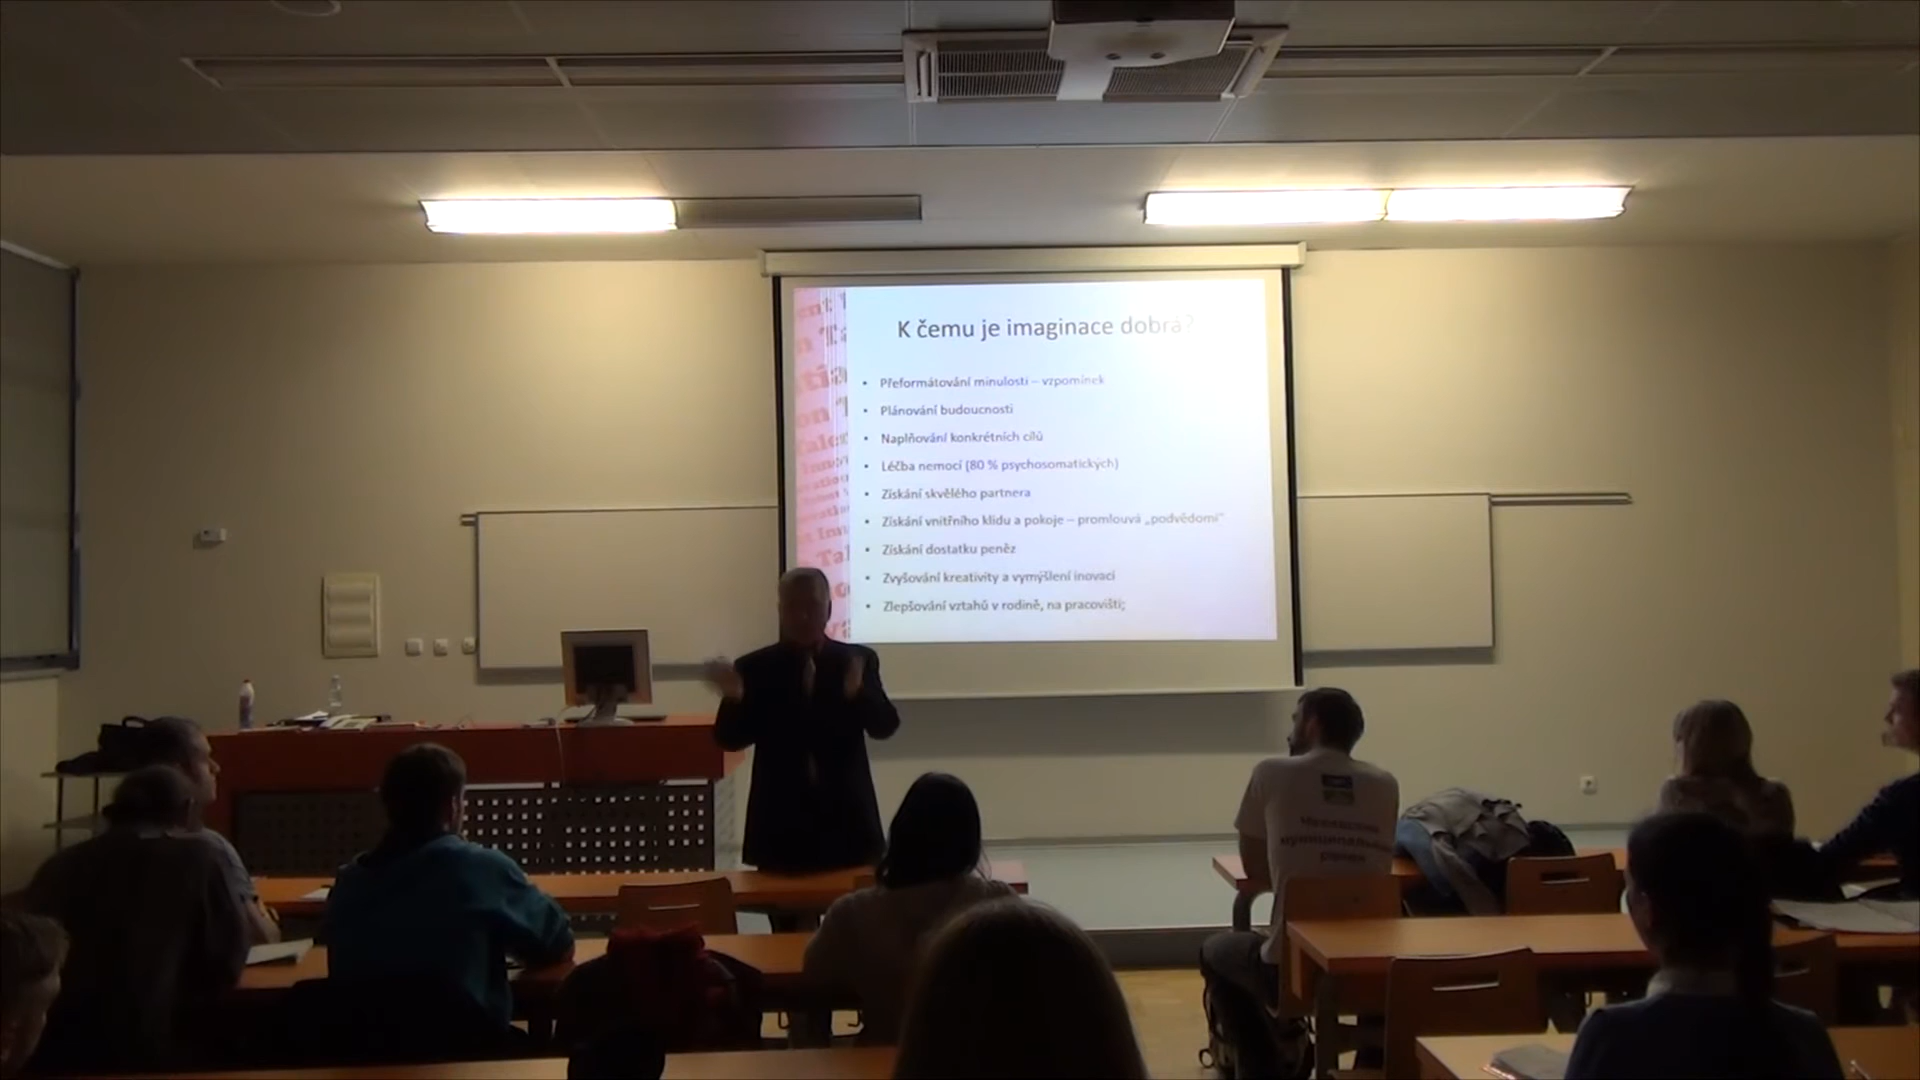 K čemu je imaginace dobrá?
• Přeformátování minulosti – vzpomínek
• Plánování budoucnosti
• Naplňování konkrétních cílů
• Léčba nemocí (80 % psychosomatických)
• Získání skvělého partnera
• Získání vnitřního klidu a pokoje – promlouvá „podvědomí“
• Získání dostatku peněz
• Zvyšování kreativity a vymýšlení inovací
• Zlepšování vztahů v rodině, na pracovišti;